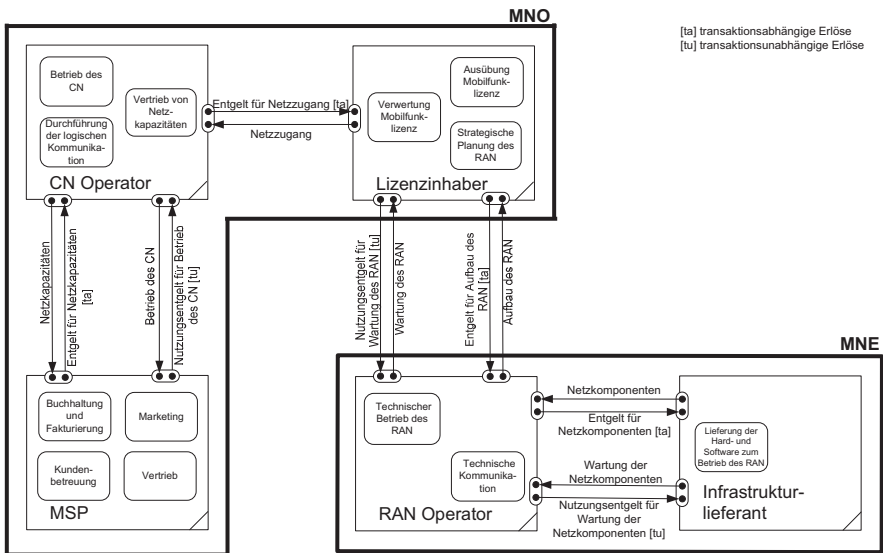 MNO
[ta] transaktionsabhängige Erlöse
[tu] transaktionsunabhängige Erlöse
Betrieb des
CN
Vertrieb von
Netz-
kapazitäten
Durchführung
der logischen
Kommunika-
tion
CN Operator
Entgelt für Netzzugang [ta]
Netzzugang
Verwertung
Mobilfunk-
lizenz
Ausübung
Mobilfunk-
lizenz
Strategische
Planung des
RAN
Lizenzinhaber
Netzkapazitäten
Entgelt für Netzkapazitäten
[ta]
Betrieb des CN
Nutzungsentgelt für Betrieb
des CN [tu]
Nutzungsentgelt für
Wartung des RAN [tu]
Wartung des RAN
Entgelt für Aufbau des
RAN [ta]
Aufbau des RAN
MNE
Buchhaltung
und
Fakturierung
Marketing
Kunden-
betreuung
Vertrieb
MSP
Technischer
Betrieb des
RAN
Technische
Kommunika-
tion
RAN Operator
Netzkomponenten
Entgelt für
Netzkomponenten [ta]
Wartung der
Netzkomponenten
Nutzungsentgelt für
Wartung der
Netzkomponenten [tu]
Lieferung der
Hard- und
Software zum
Betrieb des RAN
Infrastruktur-
lieferant